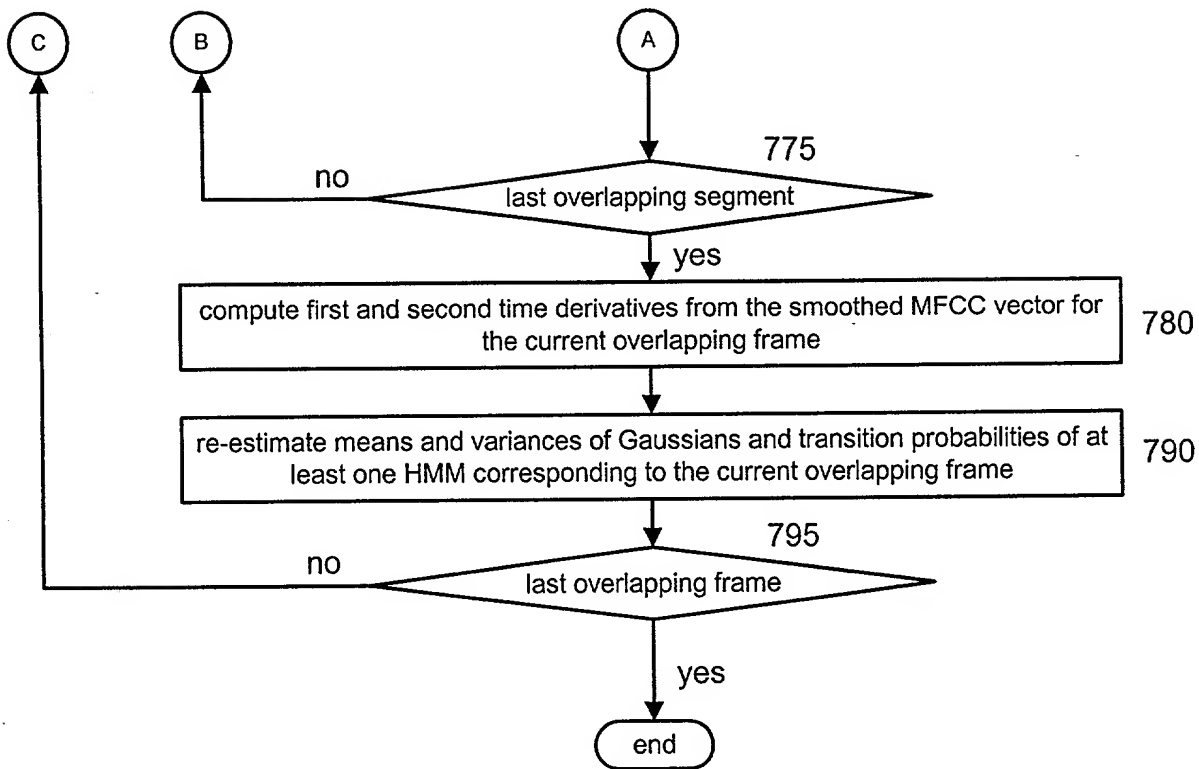 C
B
A
775
no
last overlapping segment
yes
compute first and second time derivatives from the smoothed MFCC vector for
the current overlapping frame
780
re-estimate means and variances of Gaussians and transition probabilities of at
least one HMM corresponding to the current overlapping frame
790
795
no
last overlapping frame
yes
end